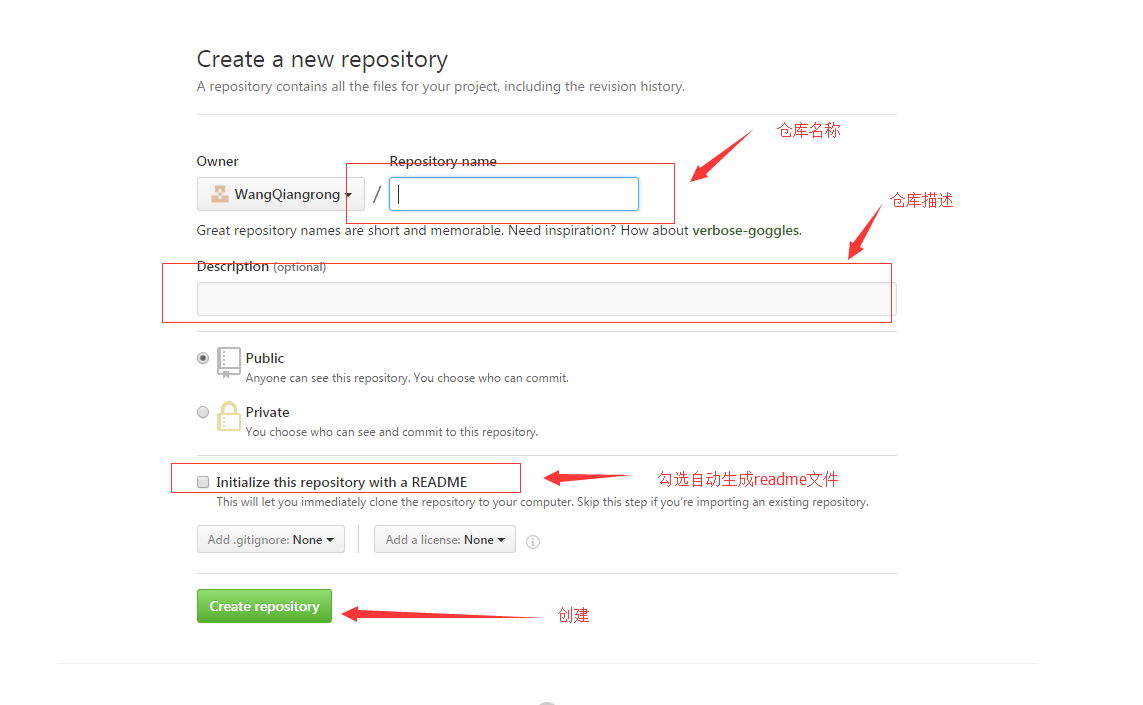 Create a new repository
A repository contains all the files for your project, including the revision history.
仓库名称
Owner
Repository name
WangQiangrong
/
仓库描述
Great repository names are short and memorable. Need inspiration? How about verbose-goggles.
Description (optional)
Public
Anyone can see this repository. You choose who can commit.
Private
You choose who can see and commit to this repository.
Initialize this repository with a README
勾选自动生成readme文件
This will let you immediately clone the repository to your computer. Skip this step if you're importing an existing repository.
Add .gitignore: None
Add a license: None
Create repository
创建